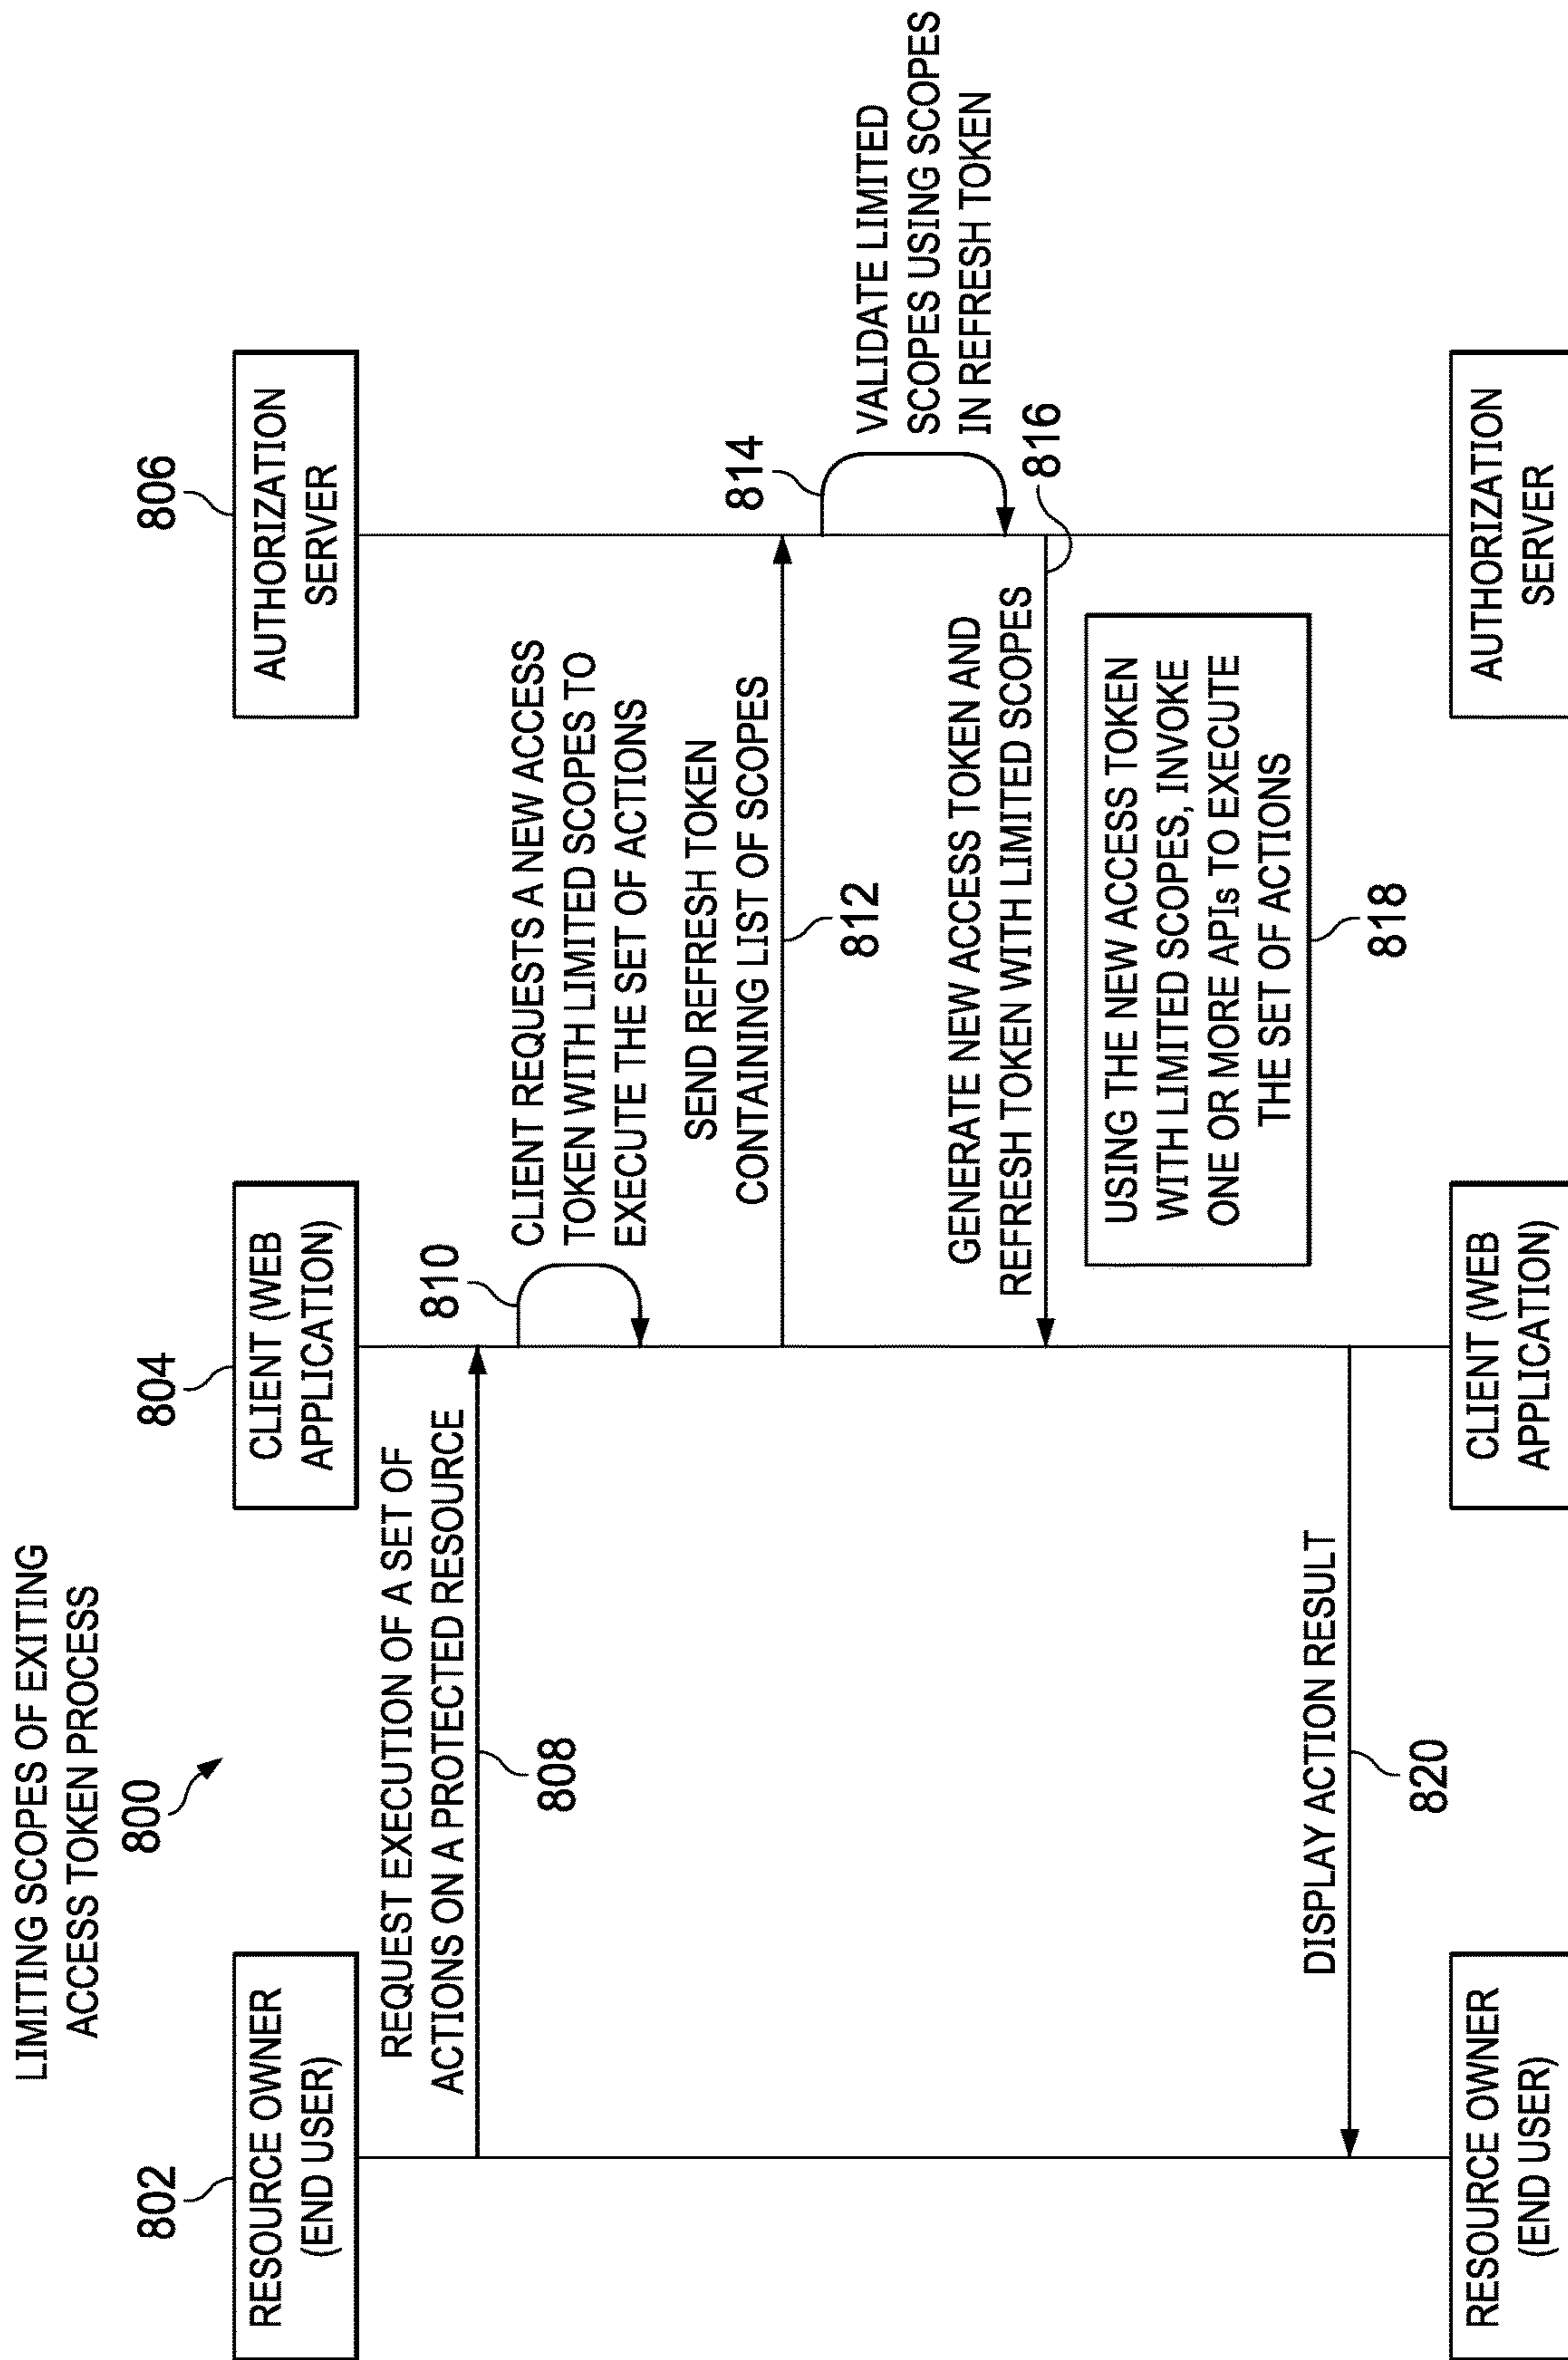 LIMITING SCOPES OF EXITING
ACCESS TOKEN PROCESS
800
802
RESOURCE OWNER
(END USER)
804
CLIENT (WEB
APPLICATION)
806
AUTHORIZATION
SERVER
REQUEST EXECUTION OF A SET OF
ACTIONS ON A PROTECTED RESOURCE
808
810
CLIENT REQUESTS A NEW ACCESS
TOKEN WITH LIMITED SCOPES TO
EXECUTE THE SET OF ACTIONS
SEND REFRESH TOKEN
CONTAINING LIST OF SCOPES
812
814
VALIDATE LIMITED
SCOPES USING SCOPES
IN REFRESH TOKEN
GENERATE NEW ACCESS TOKEN AND
REFRESH TOKEN WITH LIMITED SCOPES
816
USING THE NEW ACCESS TOKEN
WITH LIMITED SCOPES, INVOKE
ONE OR MORE APIs TO EXECUTE
THE SET OF ACTIONS
818
DISPLAY ACTION RESULT
820
RESOURCE OWNER
(END USER)
CLIENT (WEB
APPLICATION)
AUTHORIZATION
SERVER